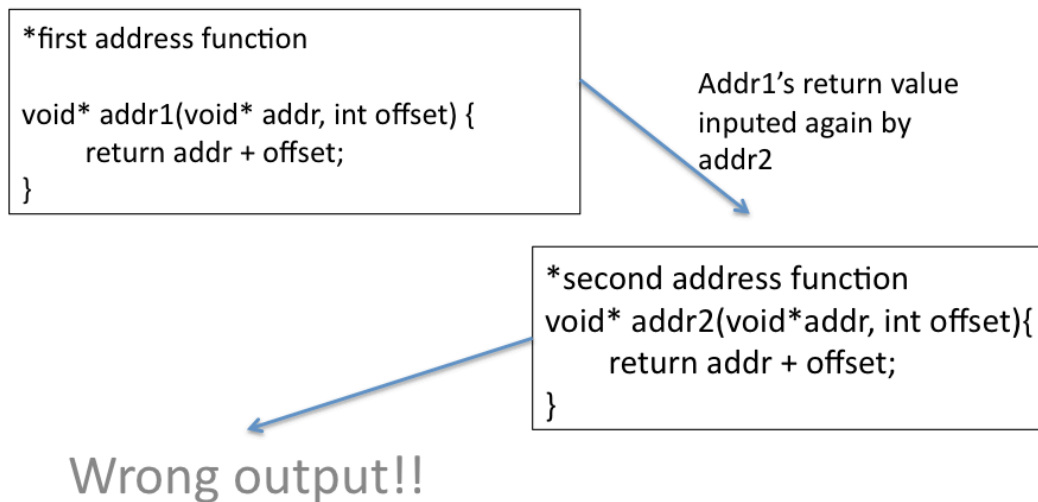 *first address function
void* addr1(void* addr, int offset) {
return addr + offset;
}
Addr1's return value
inputed again by
addr2
*second address function
void* addr2(void*addr, int offset){
return addr + offset;
}
Wrong output!!